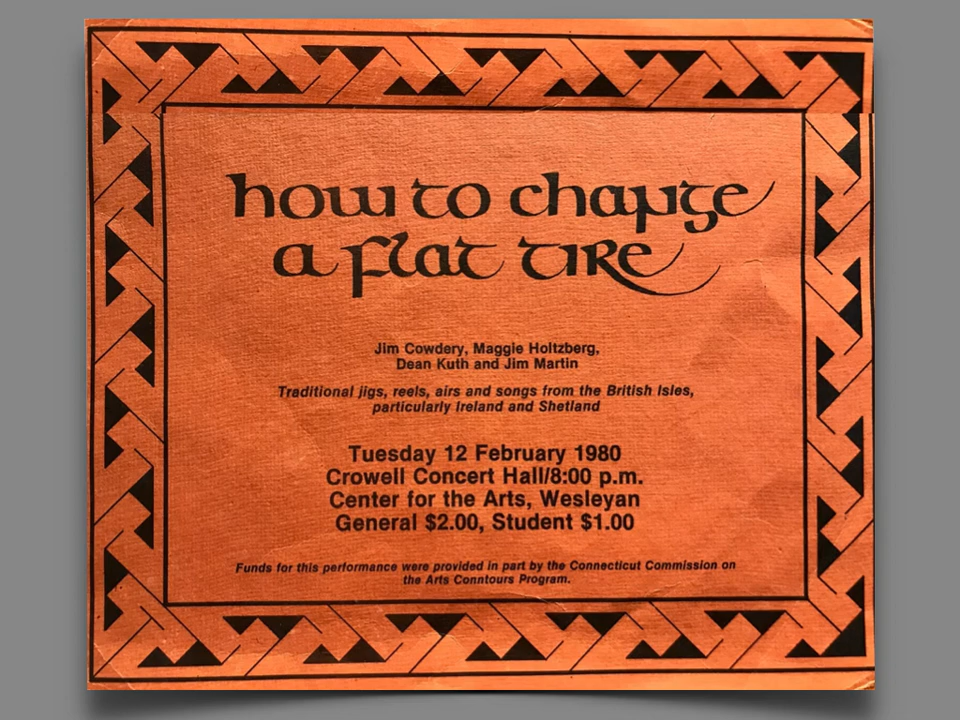 how to change
a flat tire
Jim Cowdery, Maggie Holtzberg,
Dean Kuth and Jim Martin
Traditional jigs, reels, airs and songs from the British Isles,
particularly Ireland and Shetland
Tuesday 12 February 1980
Crowell Concert Hall/8:00 p.m.
Center for the Arts, Wesleyan
General $2.00, Student $1.00
Funds for this performance were provided in part by the Connecticut Commission on
the Arts Conntours Program.